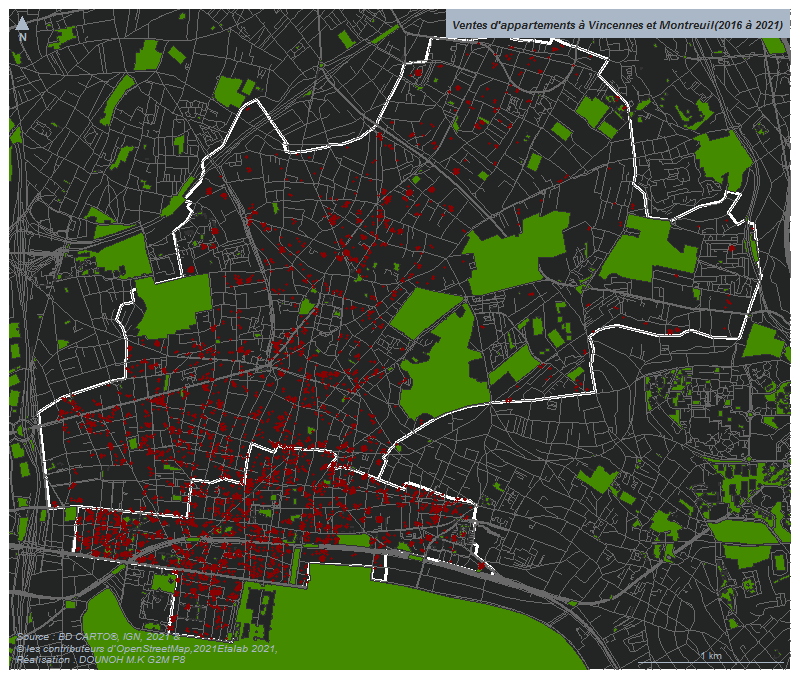 Ventes d'appartements à Vincennes et Montreuil(2016 à 2021)
N
Source : BD CARTO®, IGN, 2021 &
© les contributeurs d'OpenStreetMap,2021Etalab 2021,
Réalisation : DOUNOH M.K G2M P8
1 km